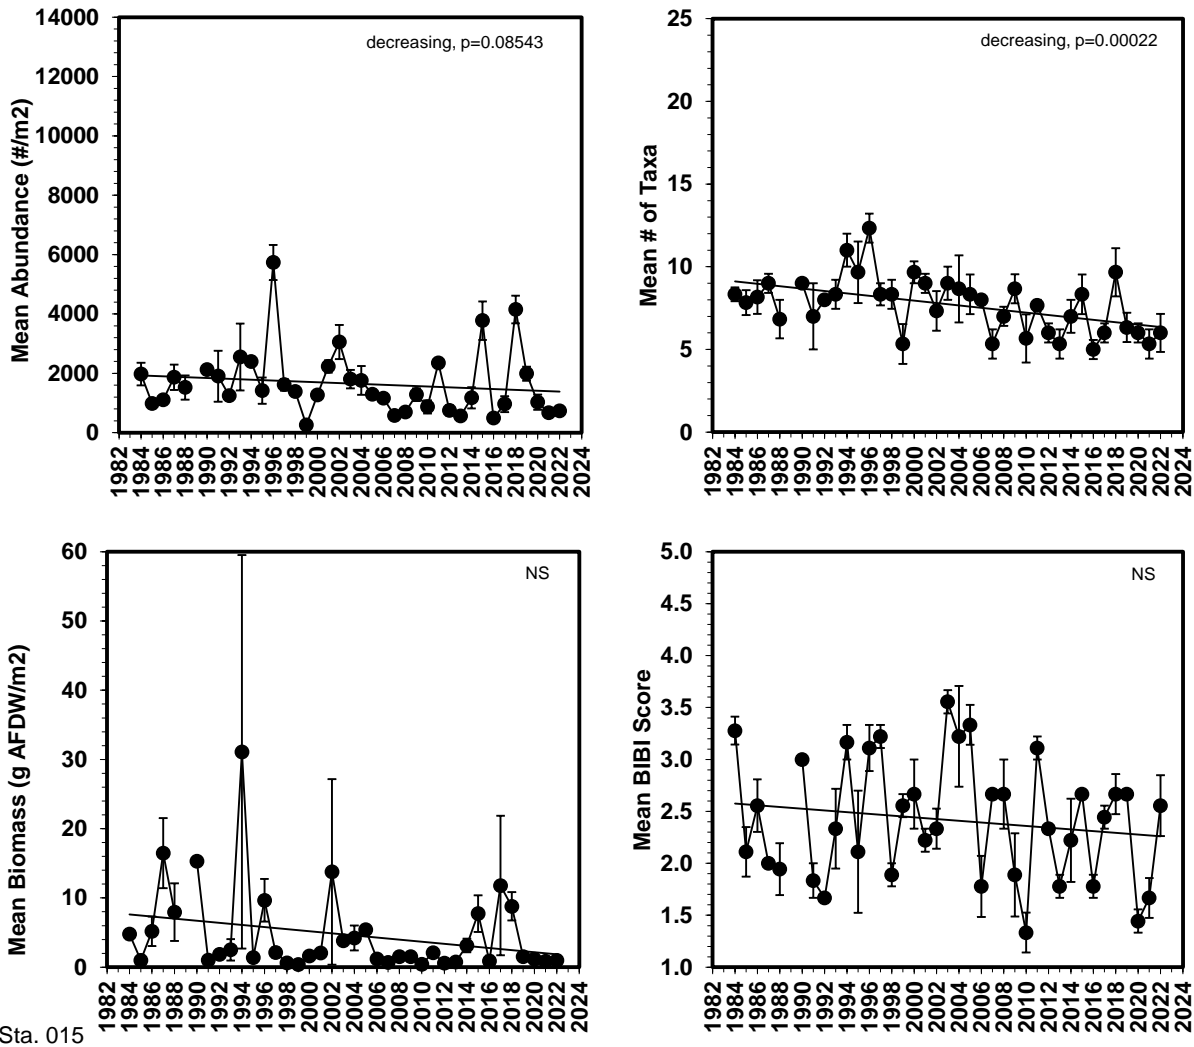 14000
12000
10000
8000
6000
4000
2000
0
Mean Abundance (#/m2)
decreasing, p=0.08543
1982 1984 1986 1988 1990 1992 1994 1996 1998 2000 2002 2004 2006 2008 2010 2012 2014 2016 2018 2020 2022 2024
25
20
15
10
5
0
Mean # of Taxa
decreasing, p=0.00022
1982 1984 1986 1988 1990 1992 1994 1996 1998 2000 2002 2004 2006 2008 2010 2012 2014 2016 2018 2020 2022 2024
60
50
40
30
20
10
0
Mean Biomass (g AFDW/m2)
NS
1982 1984 1986 1988 1990 1992 1994 1996 1998 2000 2002 2004 2006 2008 2010 2012 2014 2016 2018 2020 2022 2024
5.0
4.5
4.0
3.5
3.0
2.5
2.0
1.5
1.0
Mean BIBI Score
NS
1982 1984 1986 1988 1990 1992 1994 1996 1998 2000 2002 2004 2006 2008 2010 2012 2014 2016 2018 2020 2022 2024
Sta. 015